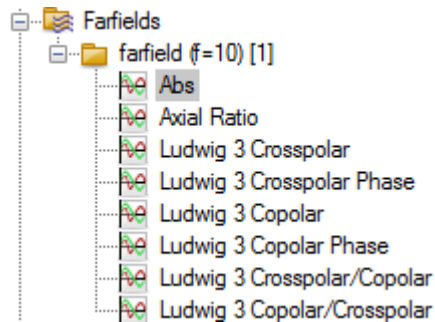 Farfields
farfield (f=10) [1]
Abs
Axial Ratio
Ludwig 3 Crosspolar
Ludwig 3 Crosspolar Phase
Ludwig 3 Copolar
Ludwig 3 Copolar Phase
Ludwig 3 Crosspolar/Copolar
Ludwig 3 Copolar/Crosspolar